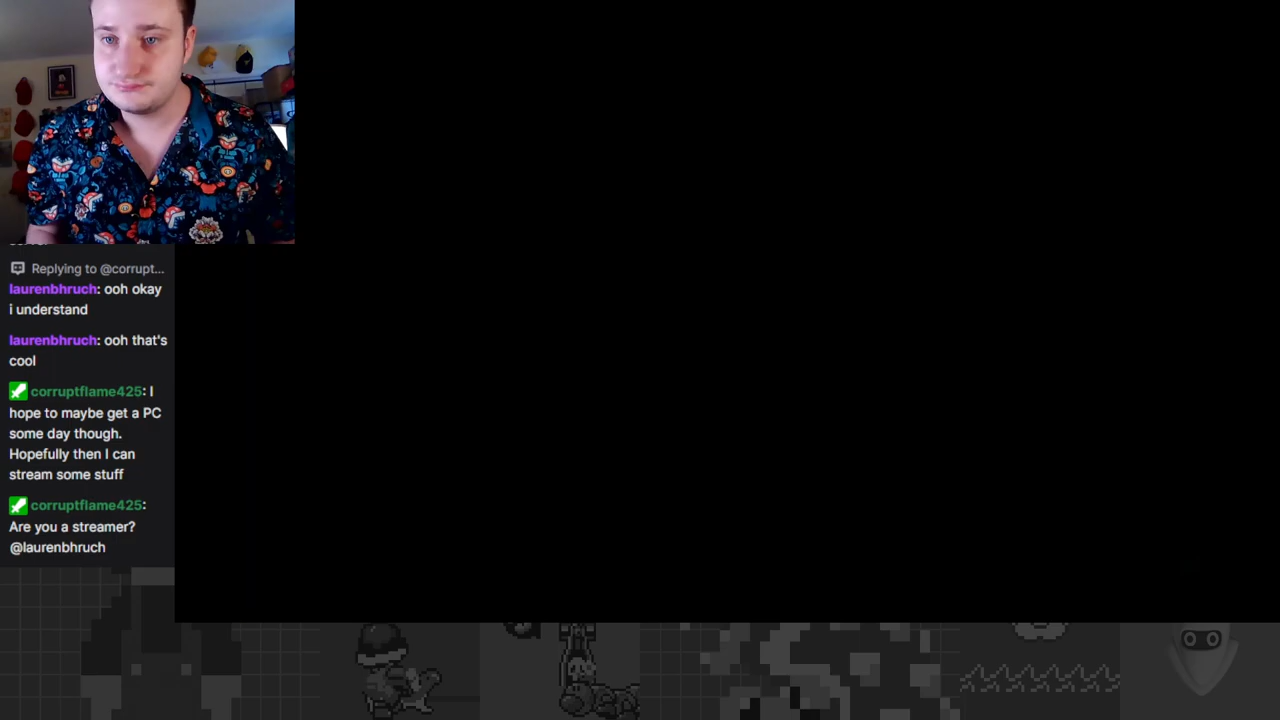 Replying to @corrupt...
laurenbhruch: ooh okay
i understand
laurenbhruch: ooh that's
cool
corruptflame425: I
hope to maybe get a PC
some day though.
Hopefully then I can
stream some stuff
corruptflame425:
Are you a streamer?
@laurenbhruch